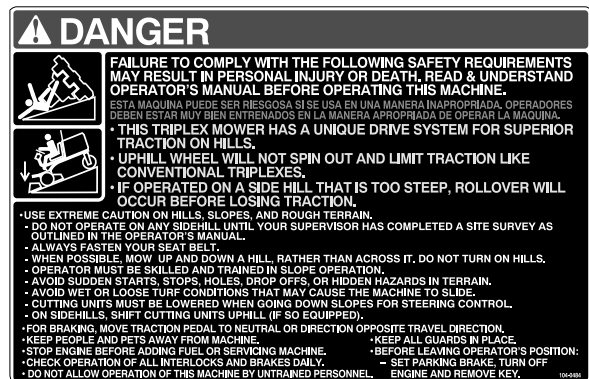 DANGER
FAILURE TO COMPLY WITH THE FOLLOWING SAFETY REQUIREMENTS
MAY RESULT IN PERSONAL INJURY OR DEATH. READ & UNDERSTAND
OPERATOR'S MANUAL BEFORE OPERATING THIS MACHINE.
ESTA MAQUINA PUEDE SER RIESGOSA SI SE USA EN UNA MANERA INAPROPRIADA. OPERADORES
DEBEN ESTAR MUY BIEN ENTRENADOS EN LA MANERA APROPRIADA DE OPERAR LA MAQUINA.
• THIS TRIPLEX MOWER HAS A UNIQUE DRIVE SYSTEM FOR SUPERIOR
TRACTION ON HILLS.
• UPHILL WHEEL WILL NOT SPIN OUT AND LIMIT TRACTION LIKE
CONVENTIONAL TRIPLEXES.
• IF OPERATED ON A SIDE HILL THAT IS TOO STEEP, ROLLOVER WILL
OCCUR BEFORE LOSING TRACTION.
•USE EXTREME CAUTION ON HILLS, SLOPES, AND ROUGH TERRAIN.
- DO NOT OPERATE ON ANY SIDEHILL UNTIL YOUR SUPERVISOR HAS COMPLETED A SITE SURVEY AS
OUTLINED IN THE OPERATOR'S MANUAL.
- ALWAYS FASTEN YOUR SEAT BELT.
- WHEN POSSIBLE, MOW UP AND DOWN A HILL, RATHER THAN ACROSS IT. DO NOT TURN ON HILLS.
- OPERATOR MUST BE SKILLED AND TRAINED IN SLOPE OPERATION.
- AVOID SUDDEN STARTS, STOPS, HOLES, DROP OFFS, OR HIDDEN HAZARDS IN TERRAIN.
- AVOID WET OR LOOSE TURF CONDITIONS THAT MAY CAUSE THE MACHINE TO SLIDE.
- CUTTING UNITS MUST BE LOWERED WHEN GOING DOWN SLOPES FOR STEERING CONTROL.
- ON SIDEHILLS, SHIFT CUTTING UNITS UPHILL (IF SO EQUIPPED).
•FOR BRAKING, MOVE TRACTION PEDAL TO NEUTRAL OR DIRECTION OPPOSITE TRAVEL DIRECTION.
•KEEP PEOPLE AND PETS AWAY FROM MACHINE.
•STOP ENGINE BEFORE ADDING FUEL OR SERVICING MACHINE.
•CHECK OPERATION OF ALL INTERLOCKS AND BRAKES DAILY.
•DO NOT ALLOW OPERATION OF THIS MACHINE BY UNTRAINED PERSONNEL.
•KEEP ALL GUARDS IN PLACE.
•BEFORE LEAVING OPERATOR'S POSITION:
– SET PARKING BRAKE, TURN OFF
ENGINE AND REMOVE KEY.
104-0484